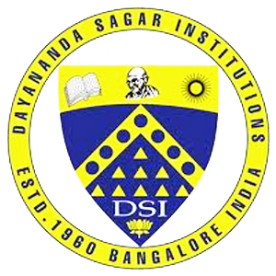 DAYANANDA SAGAR INSTITUTIONS
ESTD. 1960 BANGALORE INDIA
DSI